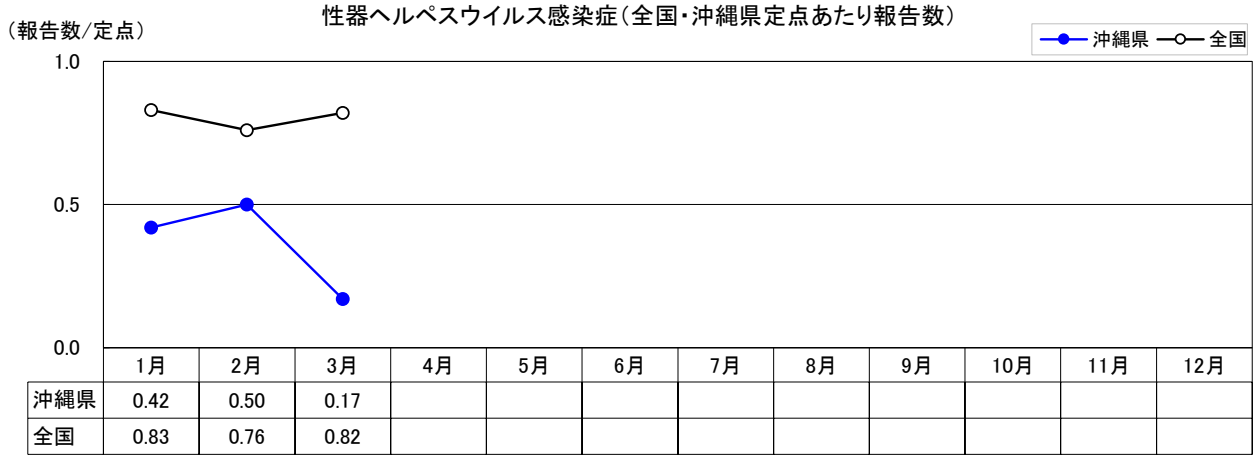 性器ヘルペスウイルス感染症(全国・沖縄県定点あたり報告数)
(報告数/定点)
沖縄県 全国
1.0
0.5
0.0
1月 2月 3月 4月 5月 6月 7月 8月 9月 10月 11月 12月
沖縄県 0.42 0.50 0.17
全国 0.83 0.76 0.82